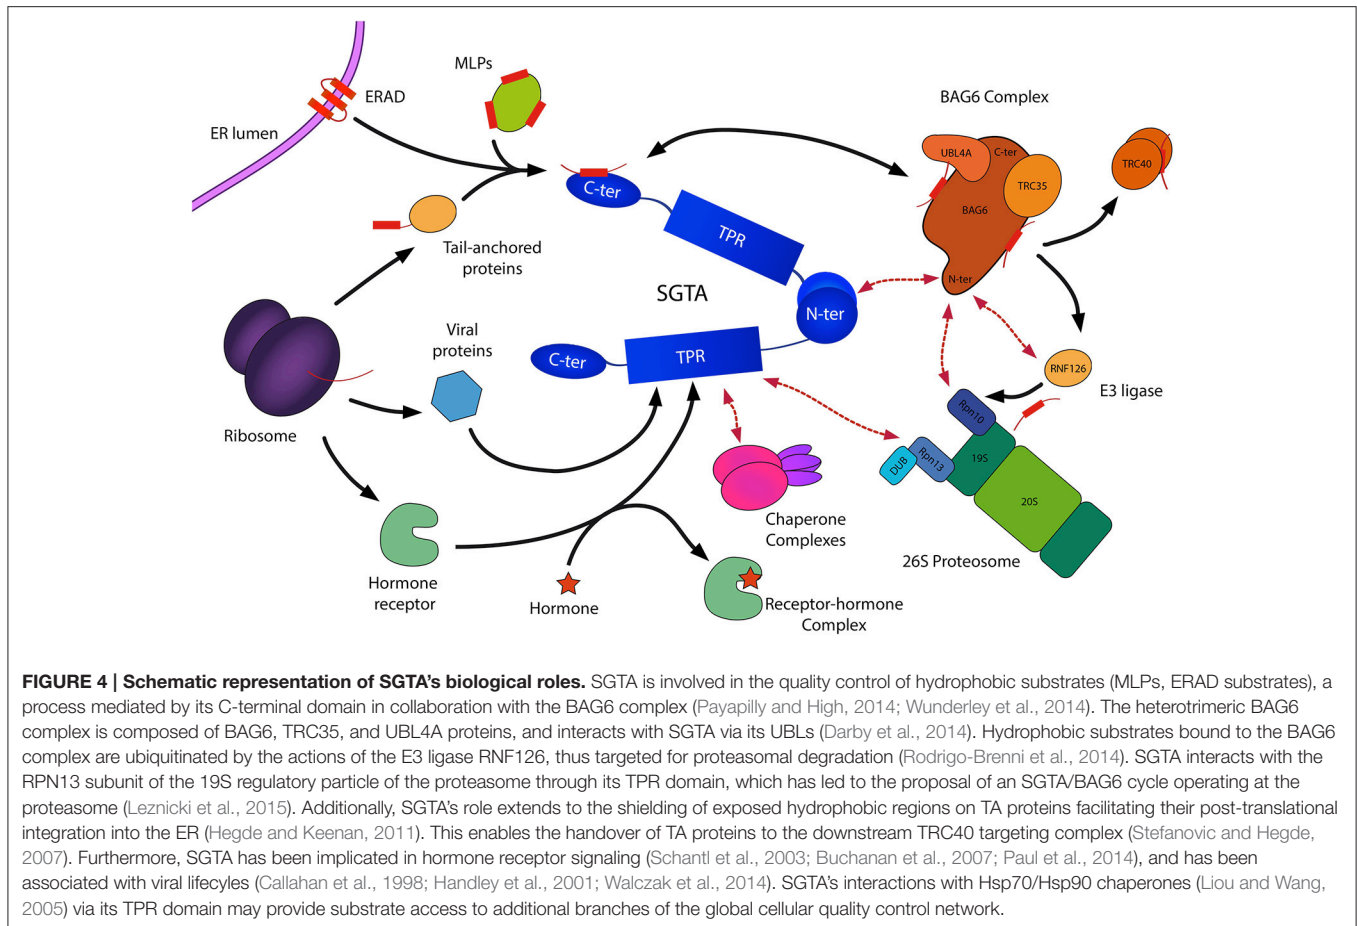 MLPs
ERAD
BAG6 Complex
ER lumen
UBL4A
C-ter
TRC40
C-ter
TRC35
BAG6
TPR
Tail-anchored
proteins
N-ter
SGTA
N-ter
Viral
proteins
TPR
C-ter
RNF126
E3 ligase
Rpn10
Ribosome
19S
Rpn13
DUB
20S
Chaperone
Complexes
26S Proteosome
Hormone
receptor
Hormone
Receptor-hormone
Complex
FIGURE 4 | Schematic representation of SGTA's biological roles. SGTA is involved in the quality control of hydrophobic substrates (MLPs, ERAD substrates), a
process mediated by its C-terminal domain in collaboration with the BAG6 complex (Payapilly and High, 2014; Wunderley et al., 2014). The heterotrimeric BAG6
complex is composed of BAG6, TRC35, and UBL4A proteins, and interacts with SGTA via its UBLs (Darby et al., 2014). Hydrophobic substrates bound to the BAG6
complex are ubiquitinated by the actions of the E3 ligase RNF126, thus targeted for proteasomal degradation (Rodrigo-Brenni et al., 2014). SGTA interacts with the
RPN13 subunit of the 19S regulatory particle of the proteasome through its TPR domain, which has led to the proposal of an SGTA/BAG6 cycle operating at the
proteasome (Leznicki et al., 2015). Additionally, SGTA's role extends to the shielding of exposed hydrophobic regions on TA proteins facilitating their post-translational
integration into the ER (Hegde and Keenan, 2011). This enables the handover of TA proteins to the downstream TRC40 targeting complex (Stefanovic and Hegde,
2007). Furthermore, SGTA has been implicated in hormone receptor signaling (Schantl et al., 2003; Buchanan et al., 2007; Paul et al., 2014), and has been
associated with viral lifecyles (Callahan et al., 1998; Handley et al., 2001; Walczak et al., 2014). SGTA's interactions with Hsp70/Hsp90 chaperones (Liou and Wang,
2005) via its TPR domain may provide substrate access to additional branches of the global cellular quality control network.